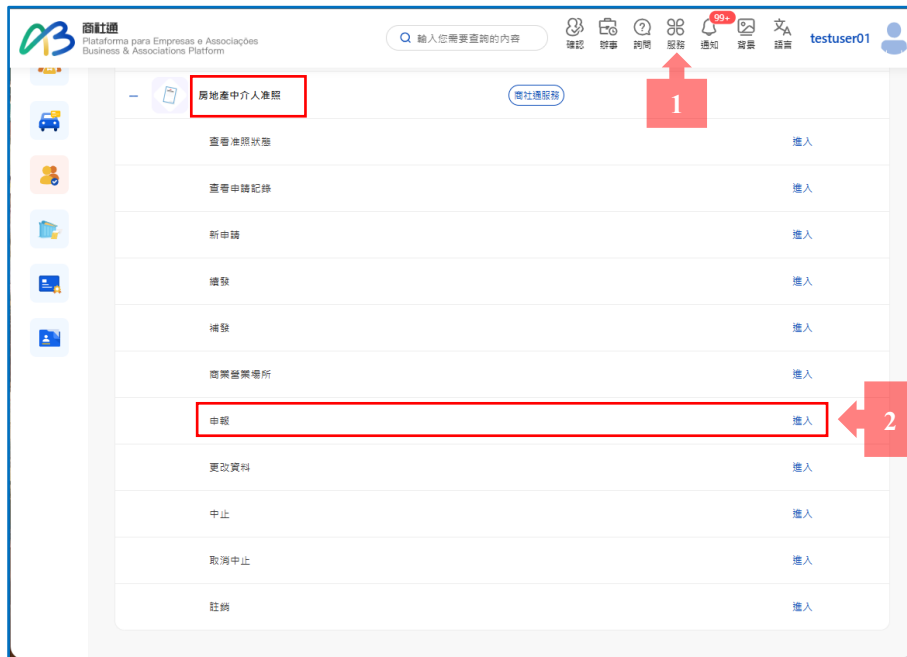 商社通
Plataforma para Empresas e Associações
Business & Associations Platform
輸入您需要查詢的內容
確認 辦事 詢問 服務 通知 背景 語言
99+
testuser01
1
房地產中介人准照 商社通服務
查看准照狀態 進入
查看申請記錄 進入
新申請 進入
續發 進入
補發 進入
商業營業場所 進入
申報 進入
2
更改資料 進入
中止 進入
取消中止 進入
註銷 進入